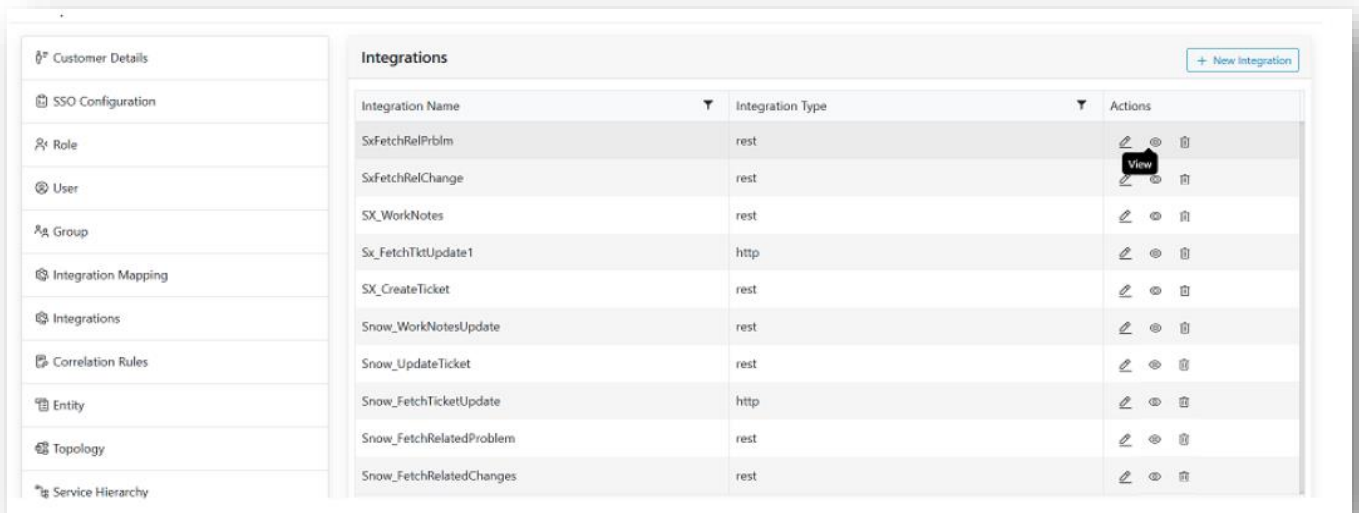 Customer Details
SSO Configuration
Role
User
Group
Integration Mapping
Integrations
Correlation Rules
Entity
Topology
Service Hierarchy
Integrations
+ New Integration
Integration Name Integration Type Actions
SxFetchRelPrblm rest
View
SxFetchRelChange rest
SX_WorkNotes rest
Sx_FetchTktUpdate1 http
SX_CreateTicket rest
Snow_WorkNotesUpdate rest
Snow_UpdateTicket rest
Snow_FetchTicketUpdate http
Snow_FetchRelatedProblem rest
Snow_FetchRelatedChanges rest